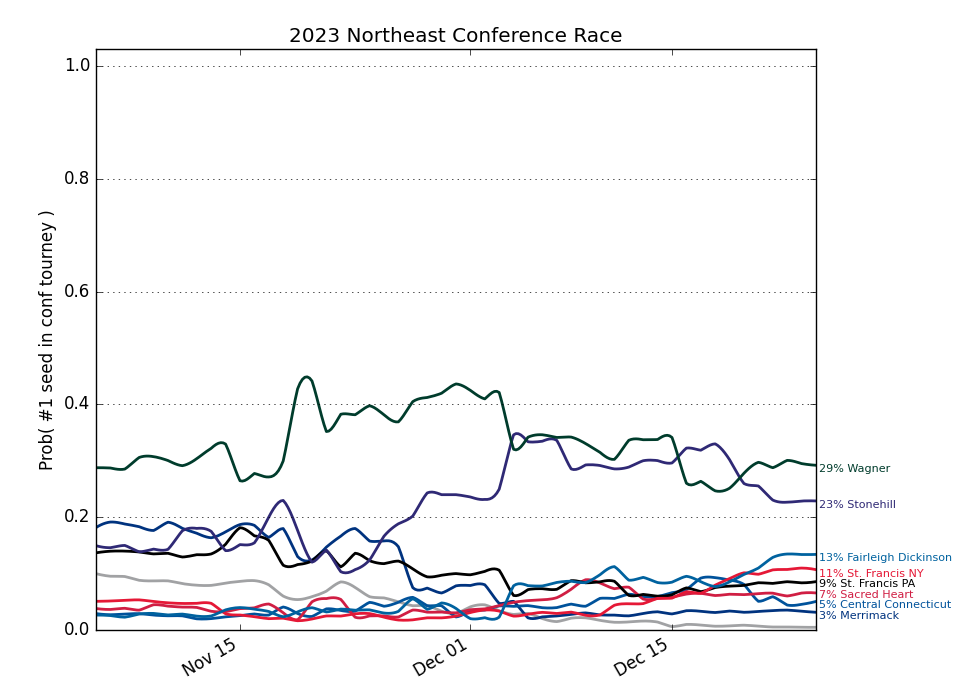 2023 Northeast Conference Race
Prob( #1 seed in conf tourney )
1.0
0.8
0.6
0.4
0.2
0.0
Nov 15
Dec 01
Dec 15
29% Wagner
23% Stonehill
13% Fairleigh Dickinson
11% St. Francis NY
9% St. Francis PA
7% Sacred Heart
5% Central Connecticut
3% Merrimack